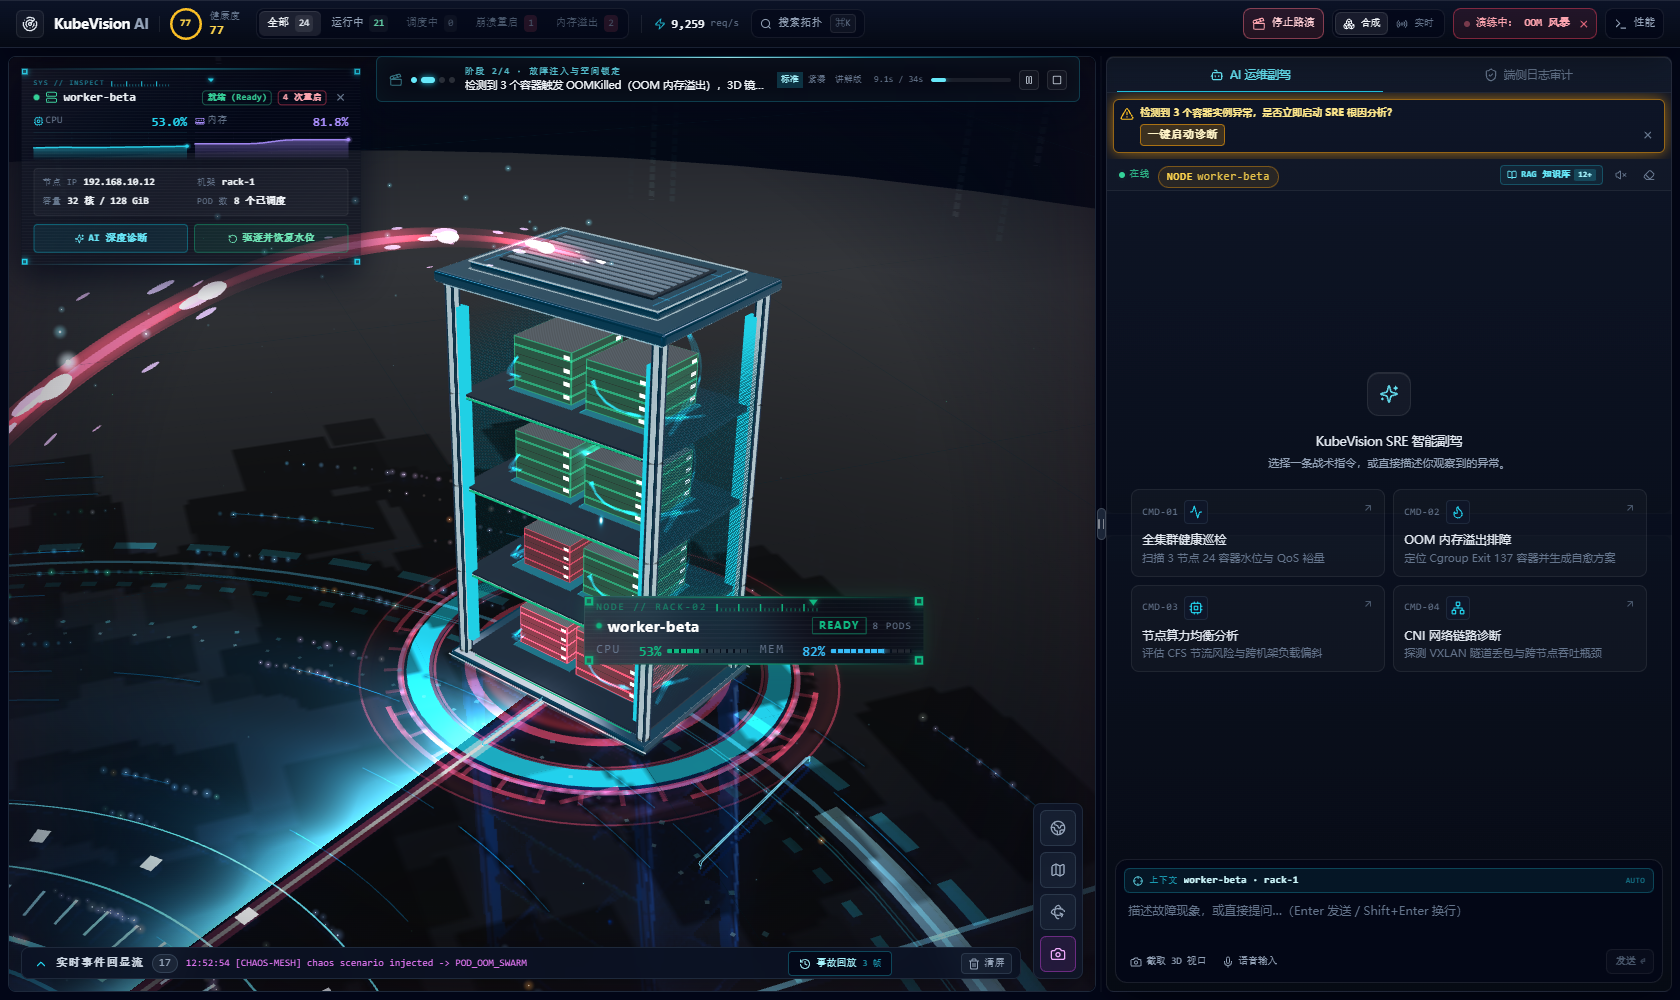 KubeVision AI
77
健康度
77
全部 24
运行中 21
调度中 0
崩溃重启 1
内存溢出 2
9,259 req/s
搜索拓扑 ⌘K
停止路演
合成
实时
演练中: OOM 风暴 ×
性能
SYS // INSPECT
worker-beta
就绪 (Ready)
4 次重启
CPU 53.0%
内存 81.8%
节点 IP 192.168.10.12
机架 rack-1
容量 32 核 / 128 GiB
POD 数 8 个已调度
AI 深度诊断
驱逐并恢复水位
阶段 2/4 · 故障注入与空间锁定
检测到 3 个容器触发 OOMKilled（OOM 内存溢出），3D 镜...
标准
紧凑
讲解版
9.1s / 34s
NODE // RACK-02
worker-beta
READY 8 PODS
CPU 53%
MEM 82%
实时事件回显流 17
12:52:54 [CHAOS-MESH] chaos scenario injected -> POD_OOM_SWARM
事故回放 3 帧
清屏
AI 运维副驾
端侧日志审计
检测到 3 个容器实例异常，是否立即启动 SRE 根因分析?
一键启动诊断
在线
NODE worker-beta
RAG 知识库 12+
KubeVision SRE 智能副驾
选择一条战术指令，或直接描述你观察到的异常。
CMD-01
全集群健康巡检
扫描 3 节点 24 容器水位与 QoS 裕量
CMD-02
OOM 内存溢出排障
定位 Cgroup Exit 137 容器并生成自愈方案
CMD-03
节点算力均衡分析
评估 CFS 节流风险与跨机架负载偏斜
CMD-04
CNI 网络链路诊断
探测 VXLAN 隧道丢包与跨节点吞吐瓶颈
上下文 worker-beta · rack-1
AUTO
描述故障现象，或直接提问...（Enter 发送 / Shift+Enter 换行）
截取 3D 视口
语音输入
发送